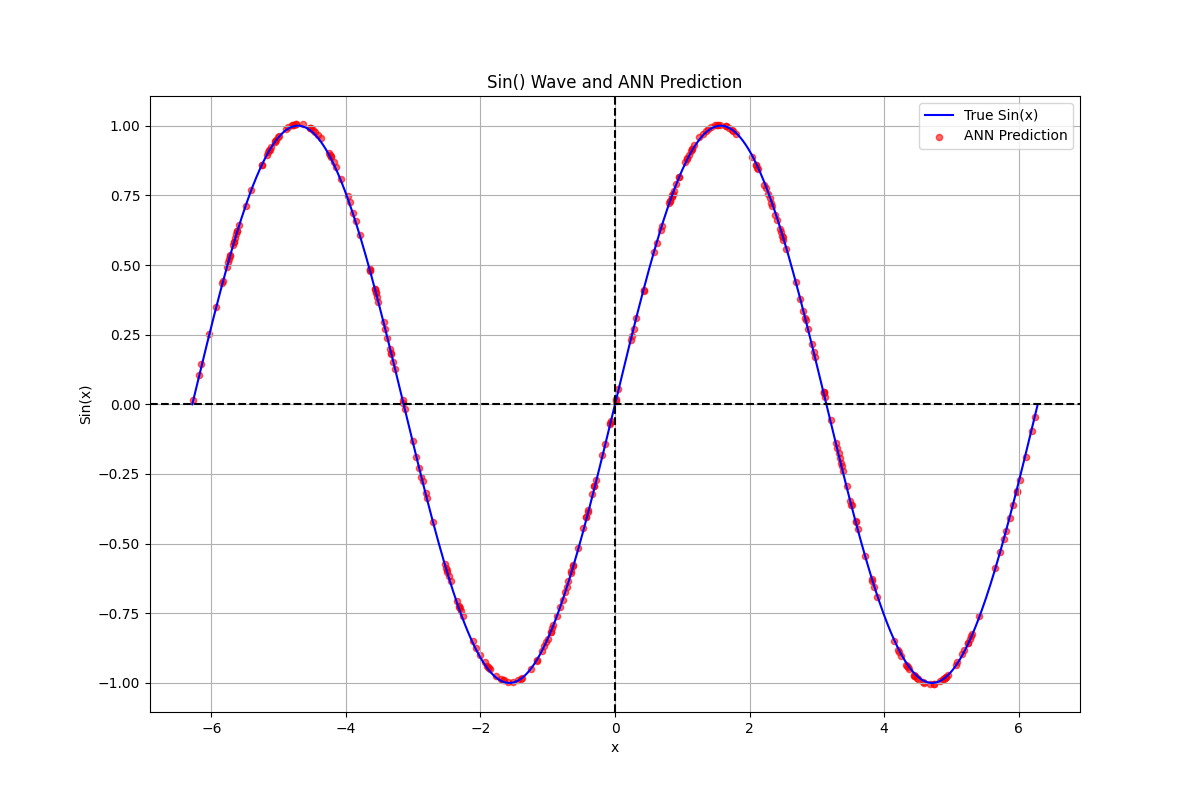 Sin() Wave and ANN Prediction
True Sin(x)
ANN Prediction
1.00
0.75
0.50
0.25
0.00
−0.25
−0.50
−0.75
−1.00
Sin(x)
−6 −4 −2 0 2 4 6
x